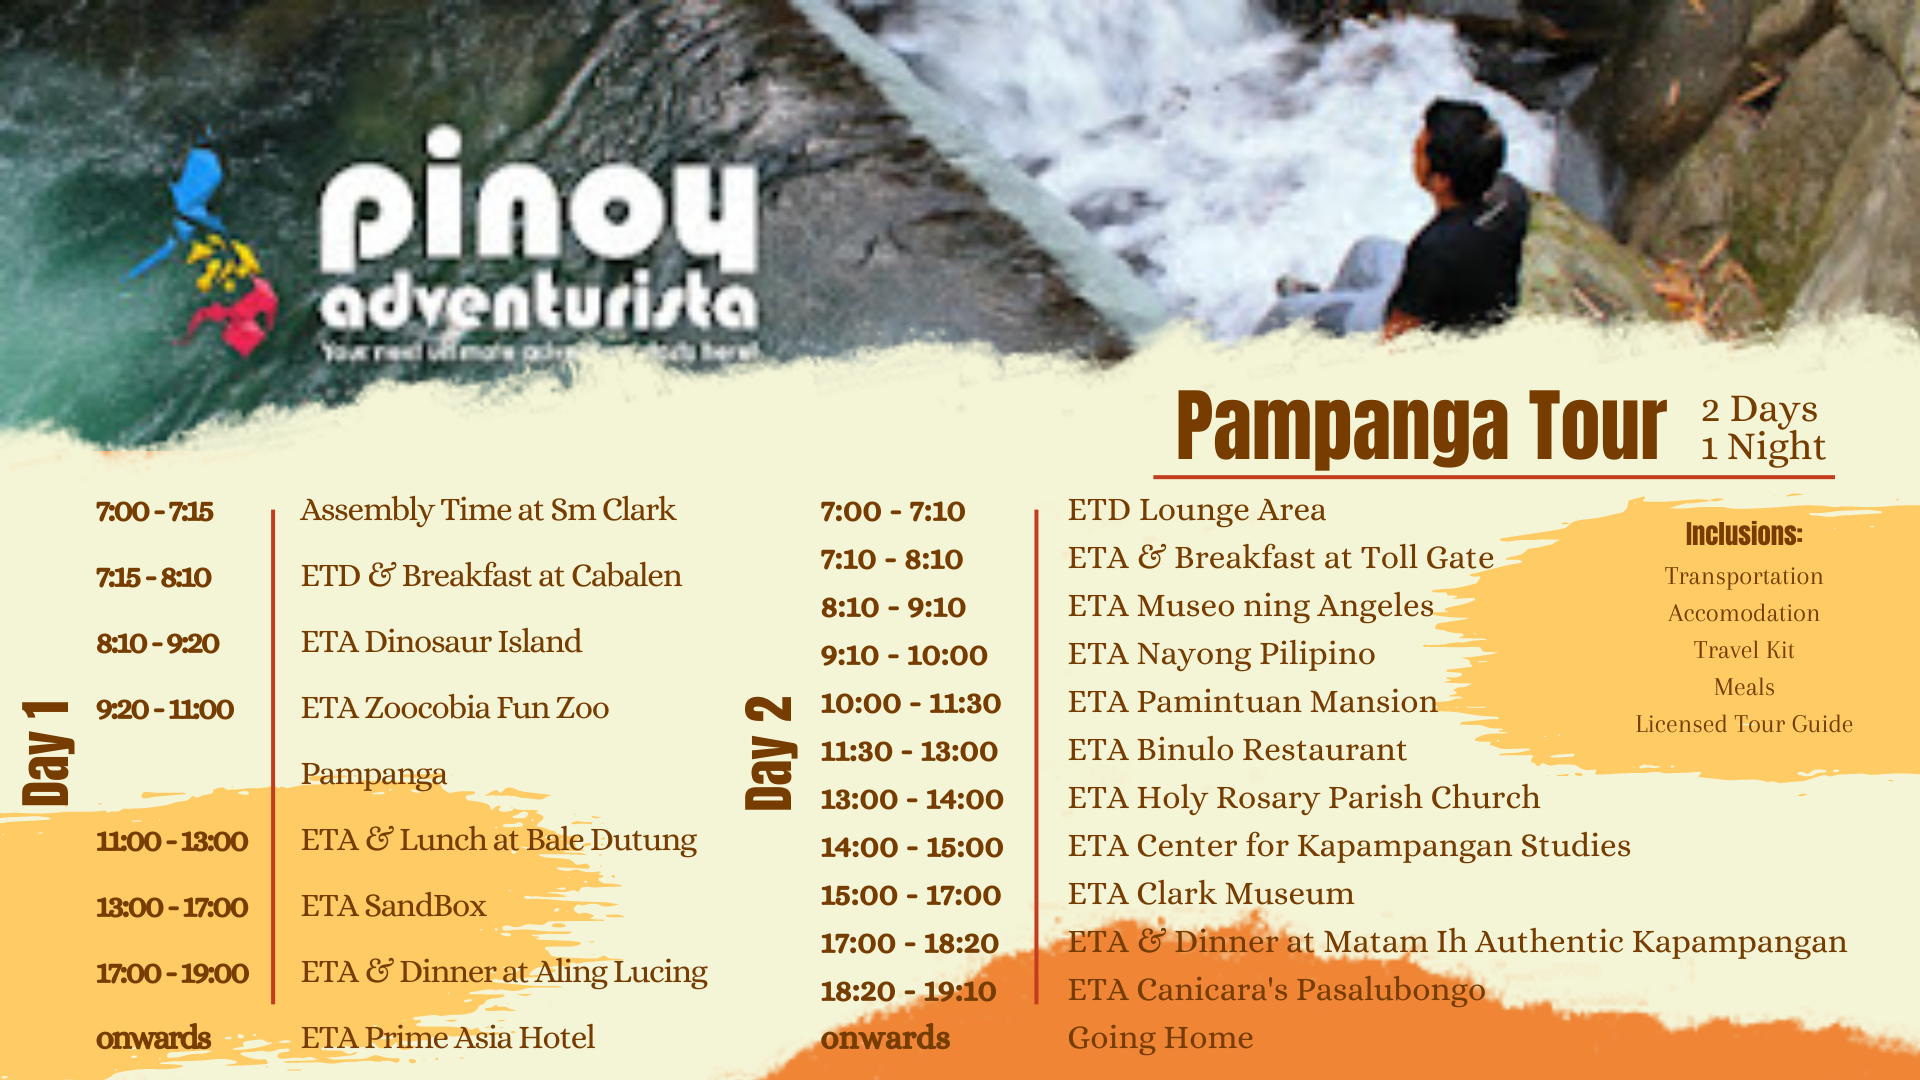 pinoy
adventurista
Your next ultimate adventure starts here!
Pampanga Tour
2 Days
1 Night
Day 1
7:00 - 7:15 Assembly Time at Sm Clark
7:15 - 8:10 ETD & Breakfast at Cabalen
8:10 - 9:20 ETA Dinosaur Island
9:20 - 11:00 ETA Zoocobia Fun Zoo
Pampanga
11:00 - 13:00 ETA & Lunch at Bale Dutung
13:00 - 17:00 ETA SandBox
17:00 - 19:00 ETA & Dinner at Aling Lucing
onwards ETA Prime Asia Hotel
Day 2
7:00 - 7:10 ETD Lounge Area
7:10 - 8:10 ETA & Breakfast at Toll Gate
8:10 - 9:10 ETA Museo ning Angeles
9:10 - 10:00 ETA Nayong Pilipino
10:00 - 11:30 ETA Pamintuan Mansion
11:30 - 13:00 ETA Binulo Restaurant
13:00 - 14:00 ETA Holy Rosary Parish Church
14:00 - 15:00 ETA Center for Kapampangan Studies
15:00 - 17:00 ETA Clark Museum
17:00 - 18:20 ETA & Dinner at Matam Ih Authentic Kapampangan
18:20 - 19:10 ETA Canicara's Pasalubongo
onwards Going Home
Inclusions:
Transportation
Accomodation
Travel Kit
Meals
Licensed Tour Guide